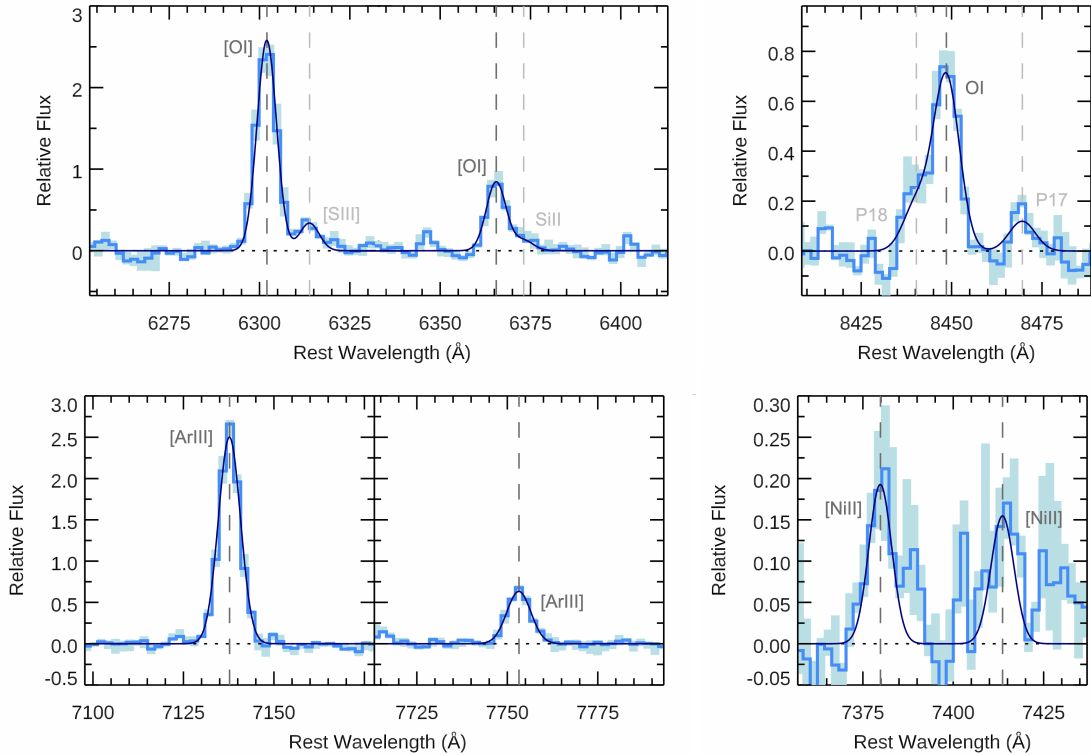 3
2
1
0
Relative Flux
[OI]
[SIII]
[OI]
SiII
6275
6300
6325
6350
6375
6400
Rest Wavelength (Å)
0.8
0.6
0.4
0.2
0.0
Relative Flux
OI
P18
P17
8425
8450
8475
Rest Wavelength (Å)
3.0
2.5
2.0
1.5
1.0
0.5
0.0
-0.5
Relative Flux
[ArIII]
[ArIII]
7100
7125
7150
7725
7750
7775
Rest Wavelength (Å)
0.30
0.25
0.20
0.15
0.10
0.05
0.00
-0.05
Relative Flux
[NiII]
[NiII]
7375
7400
7425
Rest Wavelength (Å)